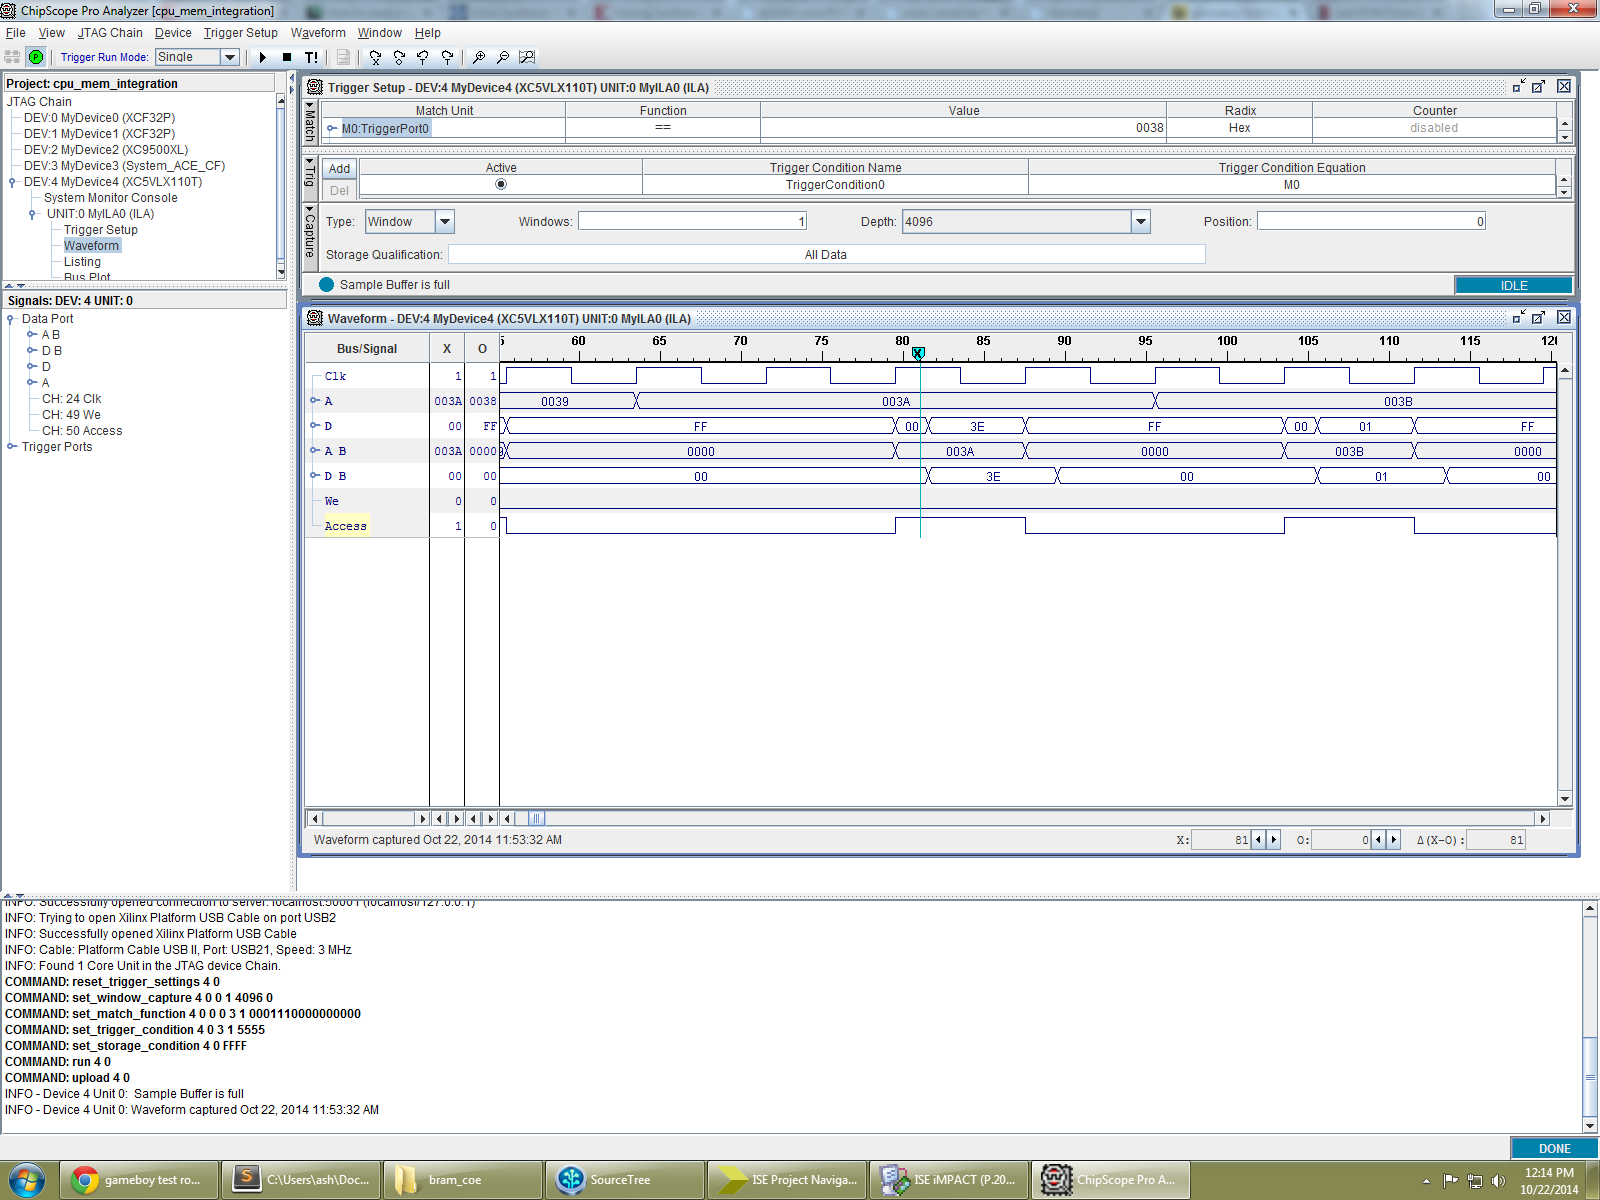 ChipScope Pro Analyzer [cpu_mem_integration]
File View JTAG Chain Device Trigger Setup Waveform Window Help
Trigger Run Mode: Single T!
Project: cpu_mem_integration
JTAG Chain
DEV:0 MyDevice0 (XCF32P)
DEV:1 MyDevice1 (XCF32P)
DEV:2 MyDevice2 (XC9500XL)
DEV:3 MyDevice3 (System_ACE_CF)
DEV:4 MyDevice4 (XC5VLX110T)
System Monitor Console
UNIT:0 MyILA0 (ILA)
Trigger Setup
Waveform
Listing
Bus Plot
Signals: DEV: 4 UNIT: 0
Data Port
A B
D B
D
A
CH: 24 Clk
CH: 49 We
CH: 50 Access
Trigger Ports
Trigger Setup - DEV:4 MyDevice4 (XC5VLX110T) UNIT:0 MyILA0 (ILA)
Match
Match Unit Function Value Radix Counter
M0:TriggerPort0 == 0038 Hex disabled
Trig
Add Active Trigger Condition Name Trigger Condition Equation
Del TriggerCondition0 M0
Capture
Type: Window Windows: 1 Depth: 4096 Position: 0
Storage Qualification: All Data
Sample Buffer is full IDLE
Waveform - DEV:4 MyDevice4 (XC5VLX110T) UNIT:0 MyILA0 (ILA)
Bus/Signal X O 60 65 70 75 80 85 90 95 100 105 110 115 120
X
Clk 1 1
A 003A 0038 0039 003A 003B
D 00 FF FF 00 3E FF 00 01 FF
A B 003A 0000 0000 003A 0000 003B 0000
D B 00 00 00 3E 00 01 00
We 0 0
Access 1 0
Waveform captured Oct 22, 2014 11:53:32 AM X: 81 O: 0 Δ(X-O): 81
INFO: Successfully opened connection to server: localhost:50001 (localhost/127.0.0.1)
INFO: Trying to open Xilinx Platform USB Cable on port USB2
INFO: Successfully opened Xilinx Platform USB Cable
INFO: Cable: Platform Cable USB II, Port: USB21, Speed: 3 MHz
INFO: Found 1 Core Unit in the JTAG device Chain.
COMMAND: reset_trigger_settings 4 0
COMMAND: set_window_capture 4 0 0 1 4096 0
COMMAND: set_match_function 4 0 0 0 3 1 0001110000000000
COMMAND: set_trigger_condition 4 0 3 1 5555
COMMAND: set_storage_condition 4 0 FFFF
COMMAND: run 4 0
COMMAND: upload 4 0
INFO - Device 4 Unit 0: Sample Buffer is full
INFO - Device 4 Unit 0: Waveform captured Oct 22, 2014 11:53:32 AM
DONE
gameboy test ro... C:\Users\ash\Doc... bram_coe SourceTree ISE Project Naviga... ISE iMPACT (P.20... ChipScope Pro A... 12:14 PM
10/22/2014